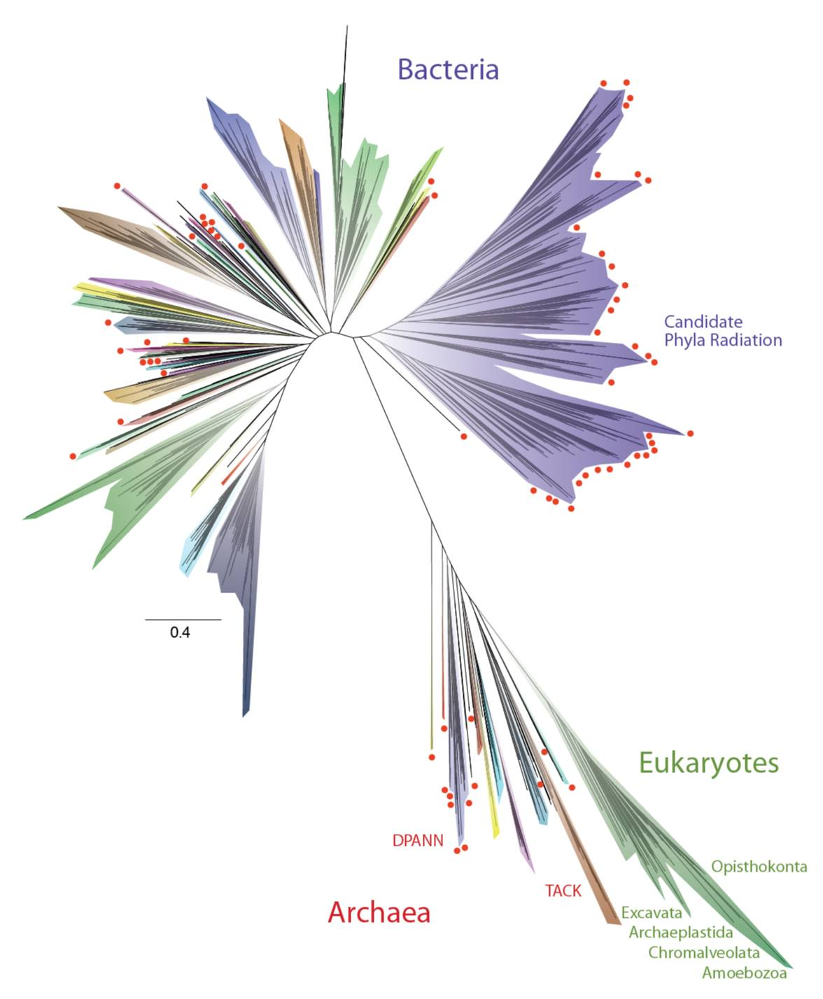 Bacteria
Candidate
Phyla Radiation
0.4
Eukaryotes
DPANN
Opisthokonta
TACK
Archaea
Excavata
Archaeplastida
Chromalveolata
Amoebozoa